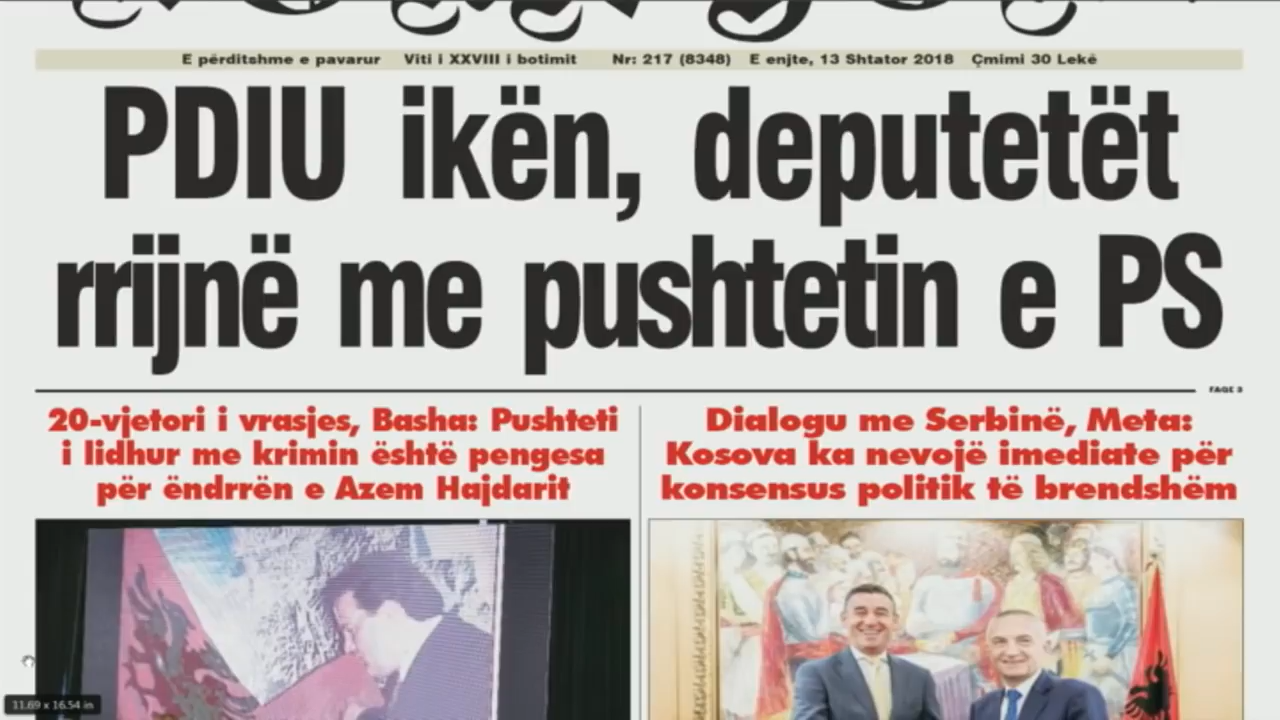 E përditshme e pavarur Viti i XXVIII i botimit Nr: 217 (8348) E enjte, 13 Shtator 2018 Çmimi 30 Lekë
PDIU ikën, deputetët
rrijnë me pushtetin e PS
FAQE 3
20-vjetori i vrasjes, Basha: Pushteti
i lidhur me krimin është pengesa
për ëndrrën e Azem Hajdarit
Dialogu me Serbinë, Meta:
Kosova ka nevojë imediate për
konsensus politik të brendshëm
11.69 x 16.54 in